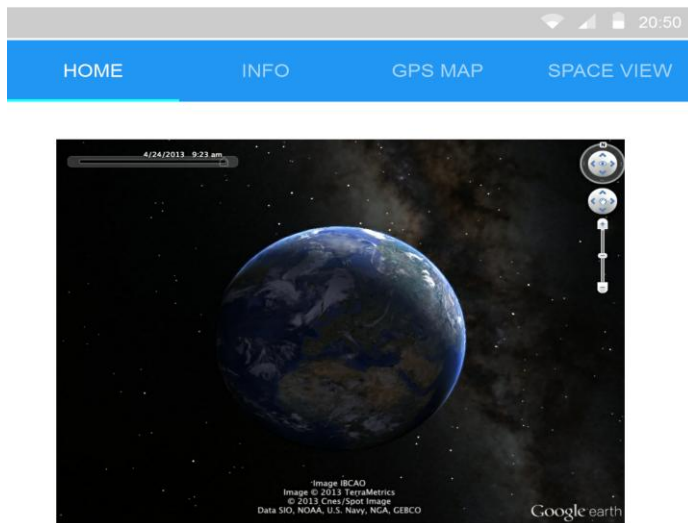 20:50
HOME INFO GPS MAP SPACE VIEW
4/24/2013 9:23 am
N
Image IBCAO
Image © 2013 TerraMetrics
© 2013 Cnes/Spot Image
Data SIO, NOAA, U.S. Navy, NGA, GEBCO
Google earth